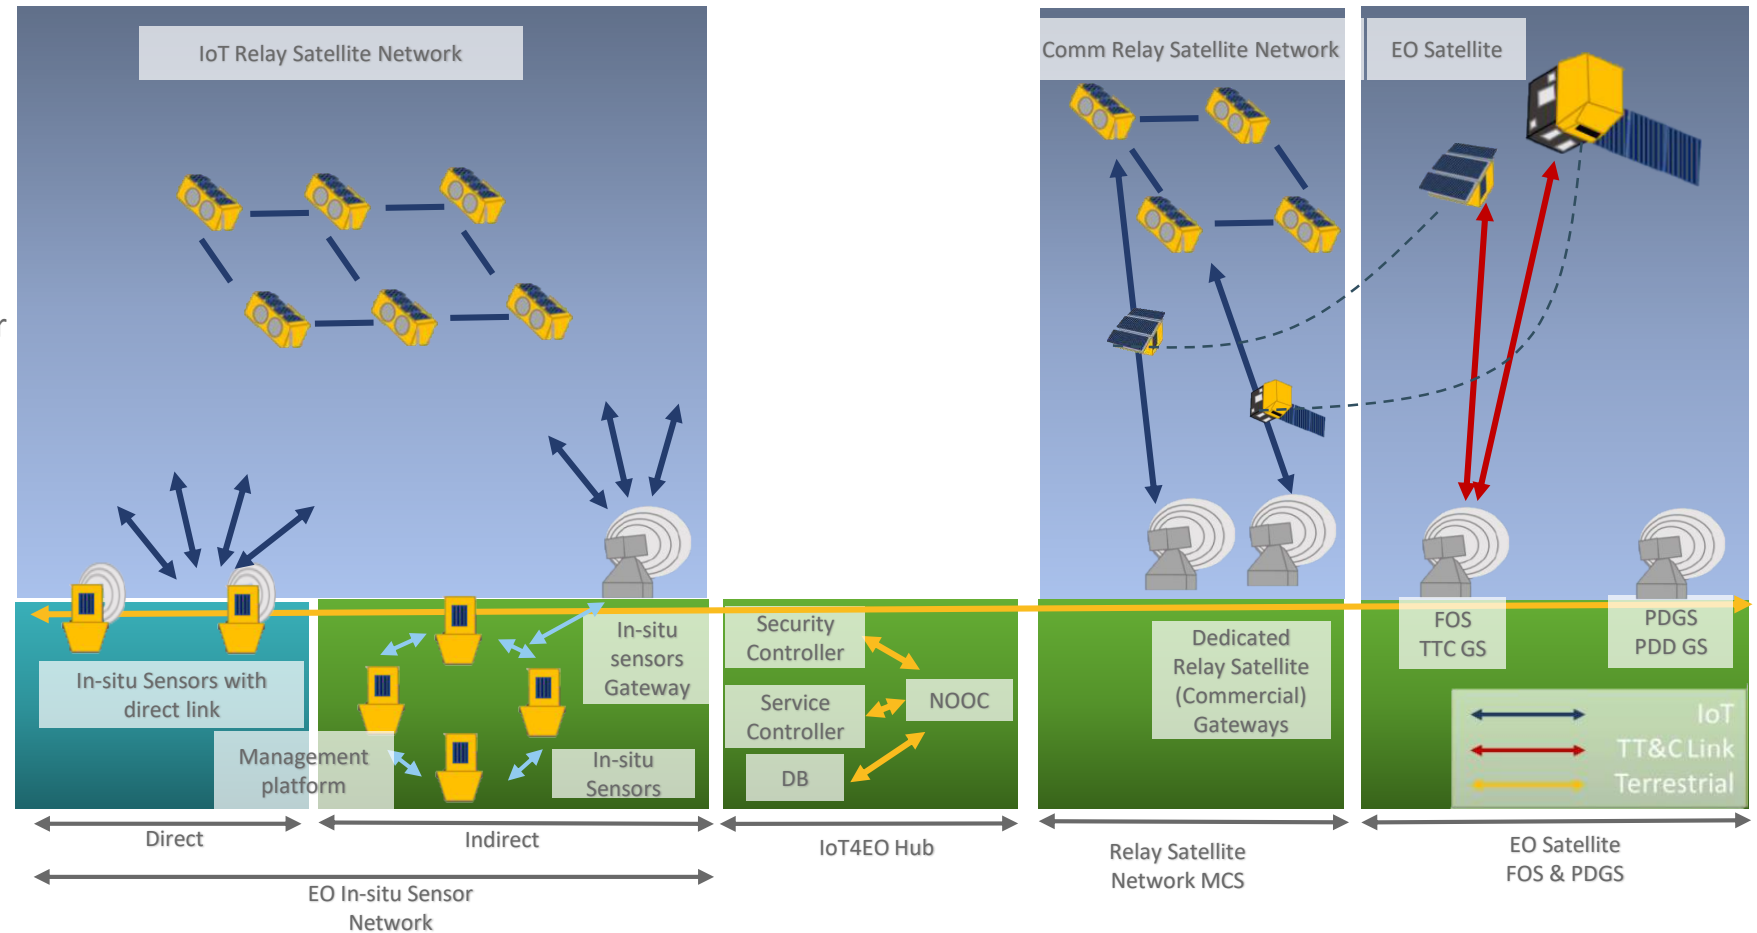 IoT Relay Satellite Network
Comm Relay Satellite Network
EO Satellite
r
In-situ Sensors with
direct link
Management
platform
In-situ
sensors
Gateway
In-situ
Sensors
Security
Controller
Service
Controller
DB
NOOC
Dedicated
Relay Satellite
(Commercial)
Gateways
FOS
TTC GS
PDGS
PDD GS
IoT
TT&C Link
Terrestrial
Direct
Indirect
IoT4EO Hub
Relay Satellite
Network MCS
EO Satellite
FOS & PDGS
EO In-situ Sensor
Network